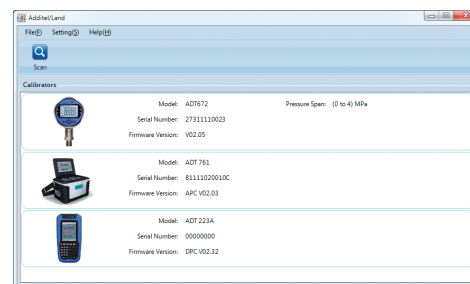 Additel/Land
File(F) Setting(S) Help(H)
Scan
Calibrators
Model: ADT672 Pressure Span: (0 to 4) MPa
Serial Number: 27311110023
Firmware Version: V02.05
Model: ADT 761
Serial Number: 81111020010C
Firmware Version: APC V02.03
Model: ADT 223A
Serial Number: 00000000
Firmware Version: DPC V02.32